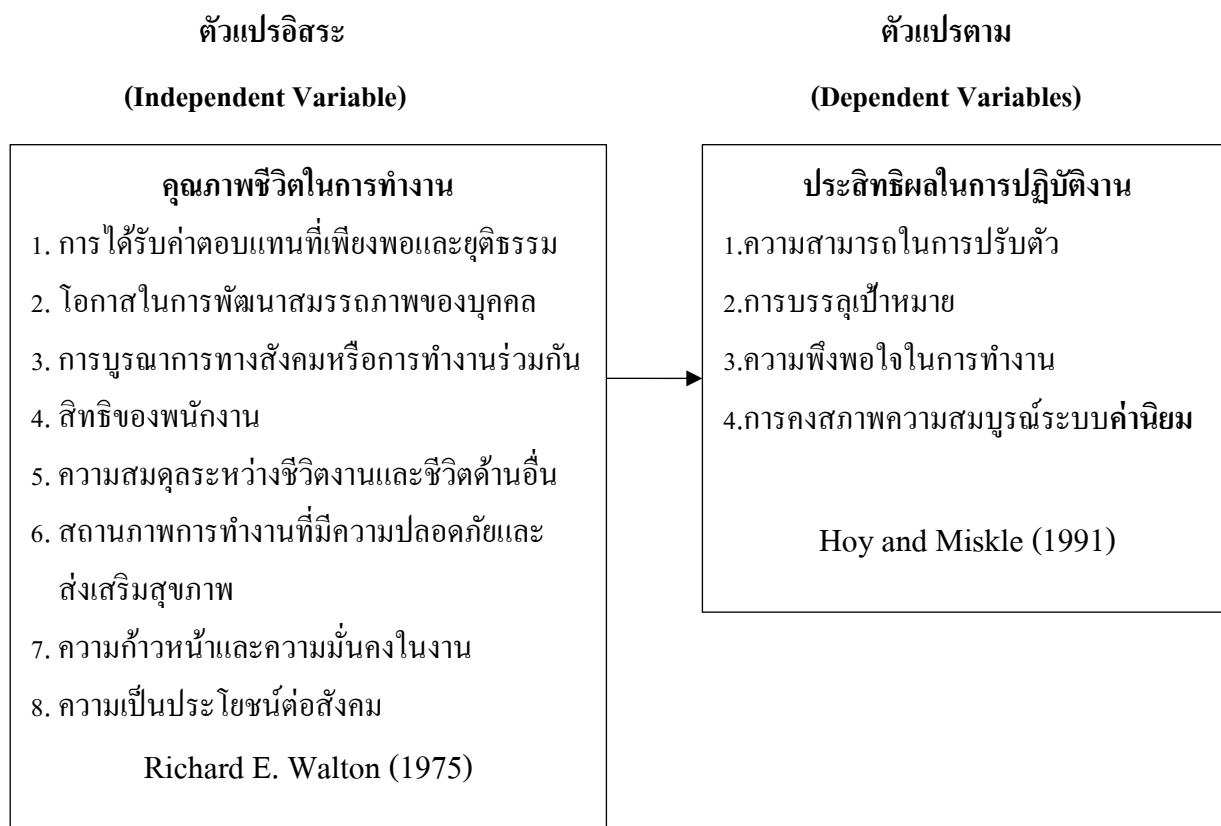 ตัวแปรอิสระ
(Independent Variable)
คุณภาพชีวิตในการทำงาน
1. การได้รับค่าตอบแทนที่เพียงพอและยุติธรรม
2. โอกาสในการพัฒนาสมรรถภาพของบุคคล
3. การบูรณาการทางสังคมหรือการทำงานร่วมกัน
4. สิทธิของพนักงาน
5. ความสมดุลระหว่างชีวิตงานและชีวิตด้านอื่น
6. สถานภาพการทำงานที่มีความปลอดภัยและ
ส่งเสริมสุขภาพ
7. ความก้าวหน้าและความมั่นคงในงาน
8. ความเป็นประโยชน์ต่อสังคม
Richard E. Walton (1975)
ตัวแปรตาม
(Dependent Variables)
ประสิทธิผลในการปฏิบัติงาน
1.ความสามารถในการปรับตัว
2.การบรรลุเป้าหมาย
3.ความพึงพอใจในการทำงาน
4.การคงสภาพความสมบูรณ์ระบบค่านิยม
Hoy and Miskle (1991)